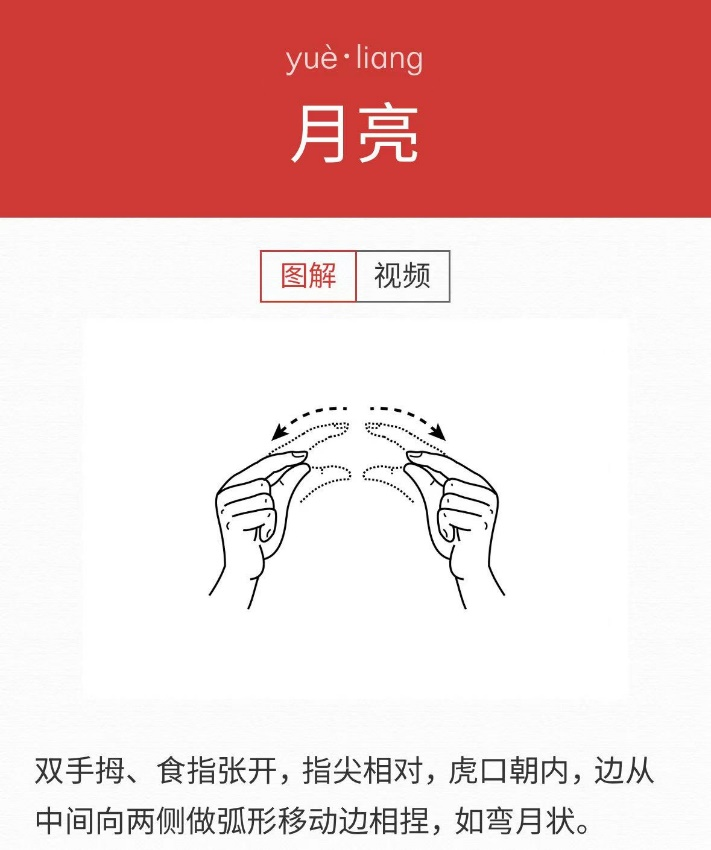 yuè·liang
月亮
图解 视频
双手拇、食指张开，指尖相对，虎口朝内，边从
中间向两侧做弧形移动边相捏，如弯月状。